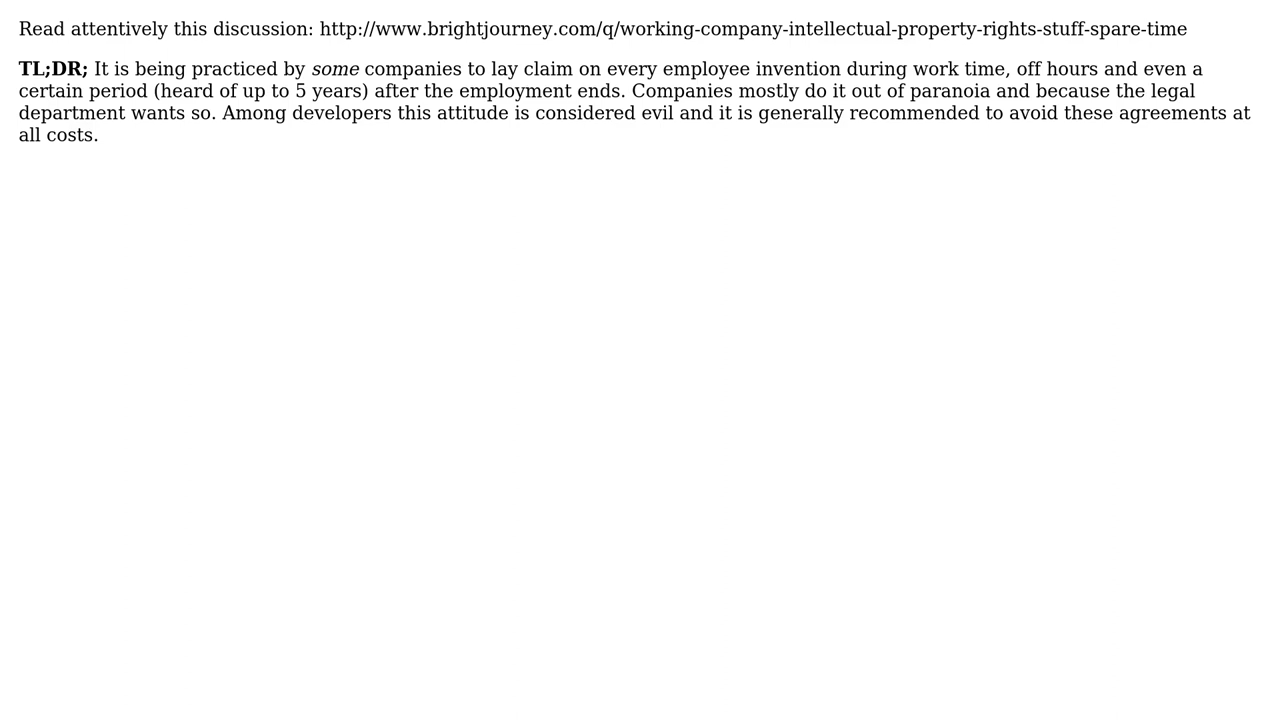 Read attentively this discussion: http://www.brightjourney.com/q/working-company-intellectual-property-rights-stuff-spare-time
TL;DR; It is being practiced by some companies to lay claim on every employee invention during work time, off hours and even a
certain period (heard of up to 5 years) after the employment ends. Companies mostly do it out of paranoia and because the legal
department wants so. Among developers this attitude is considered evil and it is generally recommended to avoid these agreements at
all costs.